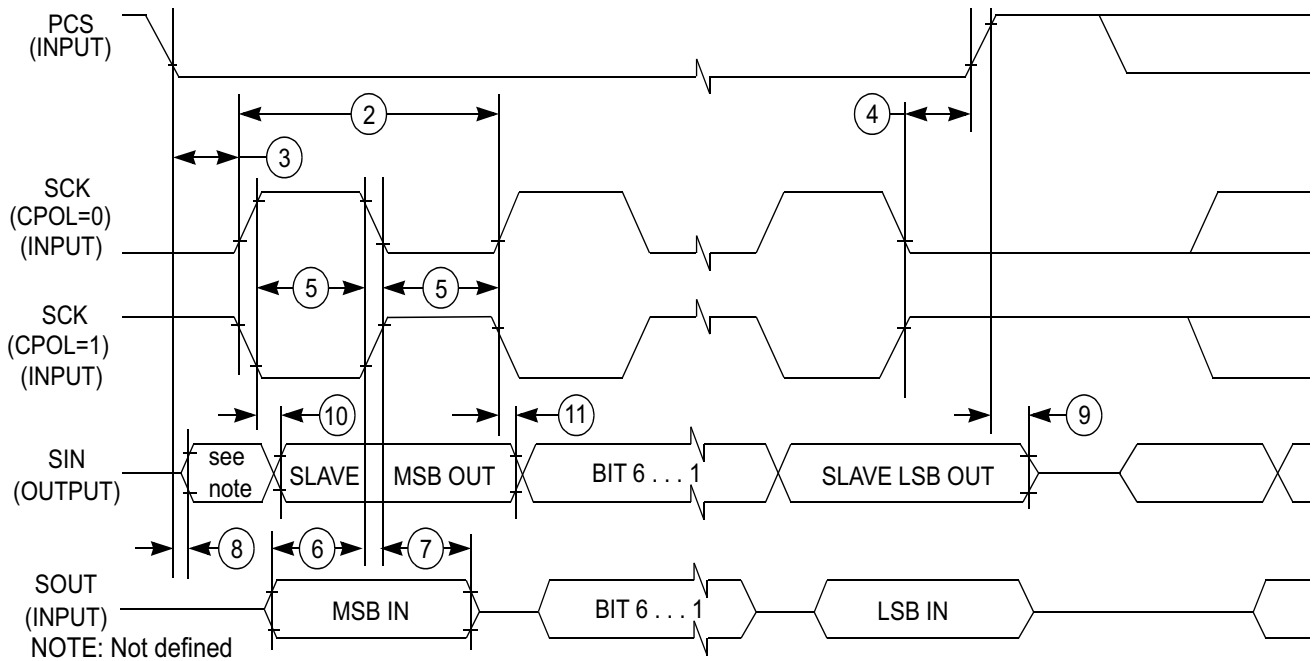 PCS
(INPUT)
2
4
3
SCK
(CPOL=0)
(INPUT)
5
5
SCK
(CPOL=1)
(INPUT)
10
11
9
SIN
(OUTPUT)
see
note
SLAVE
MSB OUT
BIT 6 . . . 1
SLAVE LSB OUT
8
6
7
SOUT
(INPUT)
MSB IN
BIT 6 . . . 1
LSB IN
NOTE: Not defined